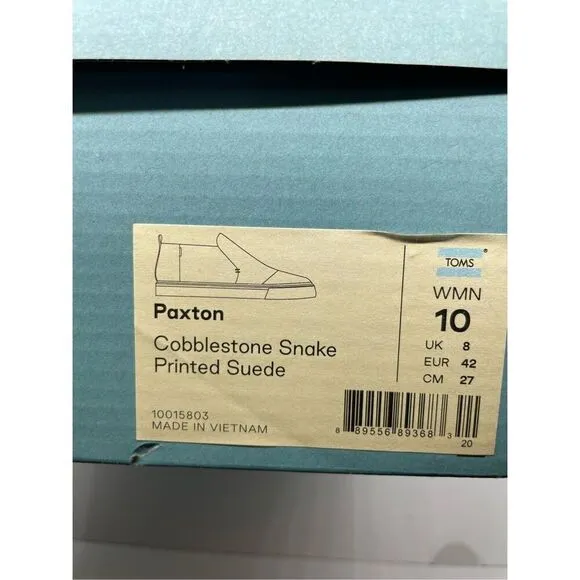 Paxton
Cobblestone Snake
Printed Suede
10015803
MADE IN VIETNAM
TOMS®
WMN
10
UK 8
EUR 42
CM 27
8 89556 89368 3
20